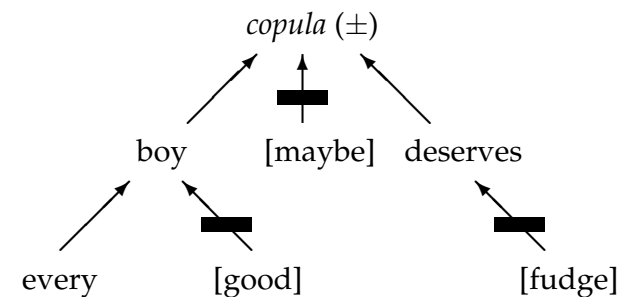 copula (±)
boy [maybe] deserves
every [good] [fudge]